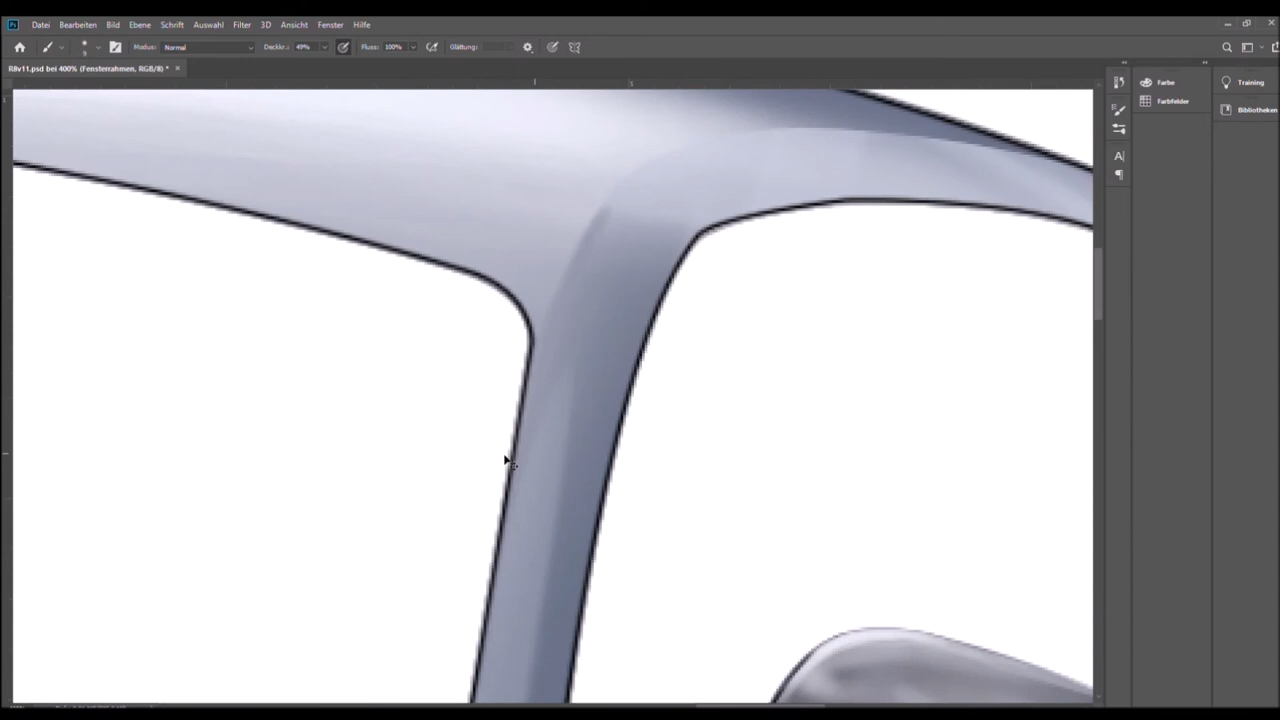 Ps Datei Bearbeiten Bild Ebene Schrift Auswahl Filter 3D Ansicht Fenster Hilfe
Modus: Normal Deckkr.: 49% Fluss: 100% Glättung:
R8v11.psd bei 400% (Fensterrahmen, RGB/8) *
Farbe
Farbfelder
Training
Bibliotheken